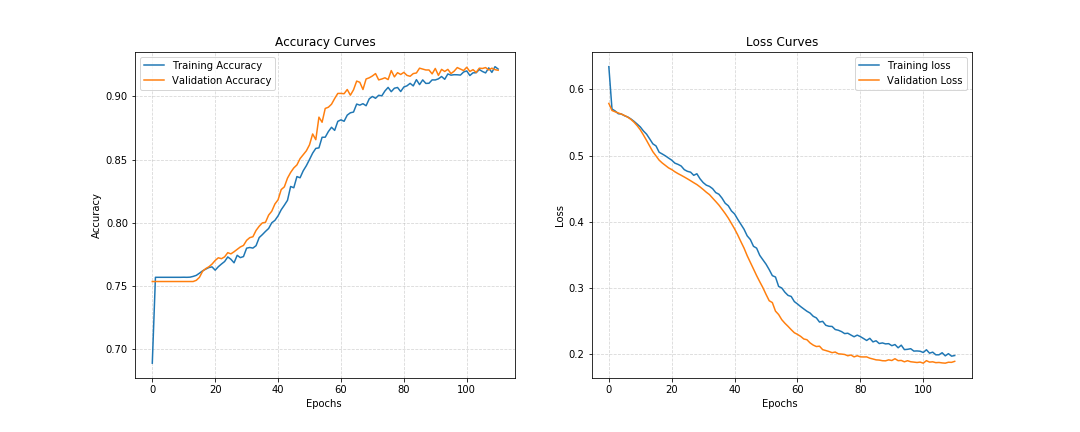 Accuracy Curves
Training Accuracy
Validation Accuracy
0.90
0.85
0.80
0.75
0.70
Accuracy
0 20 40 60 80 100
Epochs
Loss Curves
Training loss
Validation Loss
0.6
0.5
0.4
0.3
0.2
Loss
0 20 40 60 80 100
Epochs